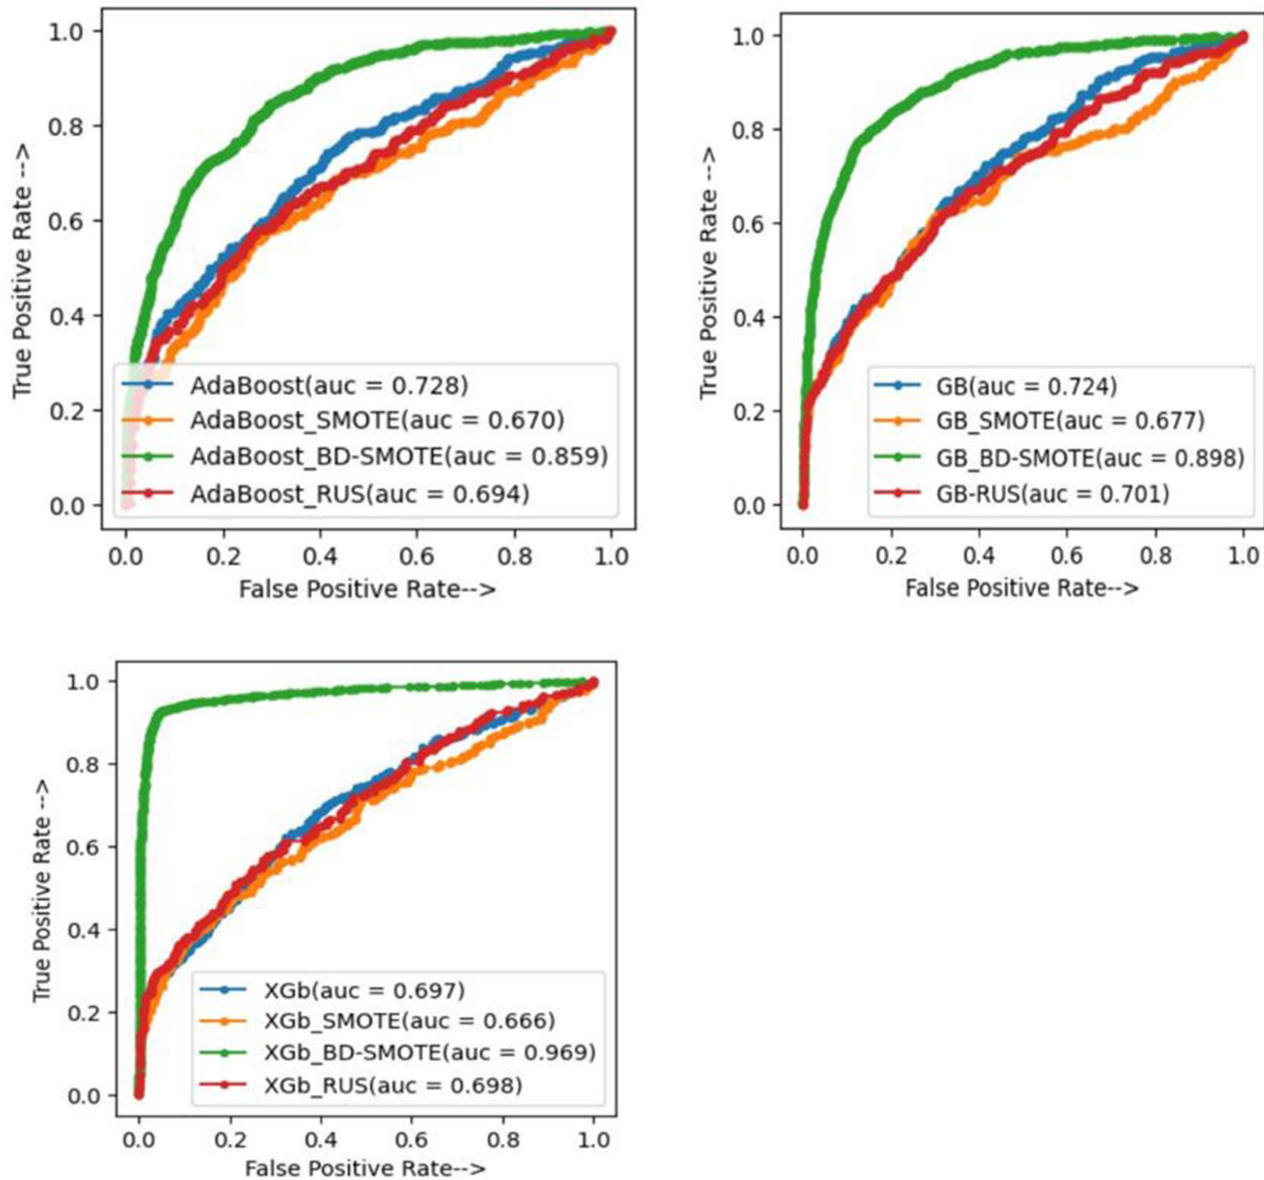 True Positive Rate -->
1.0
0.8
0.6
0.4
0.2
0.0
AdaBoost(auc = 0.728)
AdaBoost_SMOTE(auc = 0.670)
AdaBoost_BD-SMOTE(auc = 0.859)
AdaBoost_RUS(auc = 0.694)
0.0 0.2 0.4 0.6 0.8 1.0
False Positive Rate-->
True Positive Rate -->
1.0
0.8
0.6
0.4
0.2
0.0
GB(auc = 0.724)
GB_SMOTE(auc = 0.677)
GB_BD-SMOTE(auc = 0.898)
GB-RUS(auc = 0.701)
0.0 0.2 0.4 0.6 0.8 1.0
False Positive Rate-->
True Positive Rate -->
1.0
0.8
0.6
0.4
0.2
0.0
XGb(auc = 0.697)
XGb_SMOTE(auc = 0.666)
XGb_BD-SMOTE(auc = 0.969)
XGb_RUS(auc = 0.698)
0.0 0.2 0.4 0.6 0.8 1.0
False Positive Rate-->